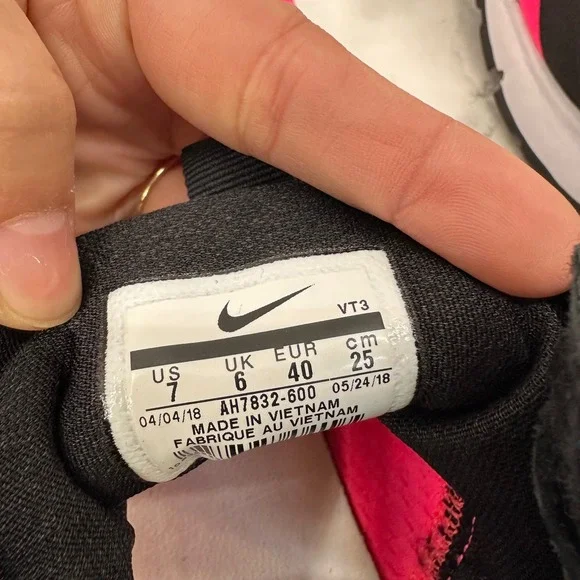 VT3
US UK EUR cm
7 6 40 25
04/04/18 AH7832-600 05/24/18
MADE IN VIETNAM
FABRIQUE AU VIETNAM